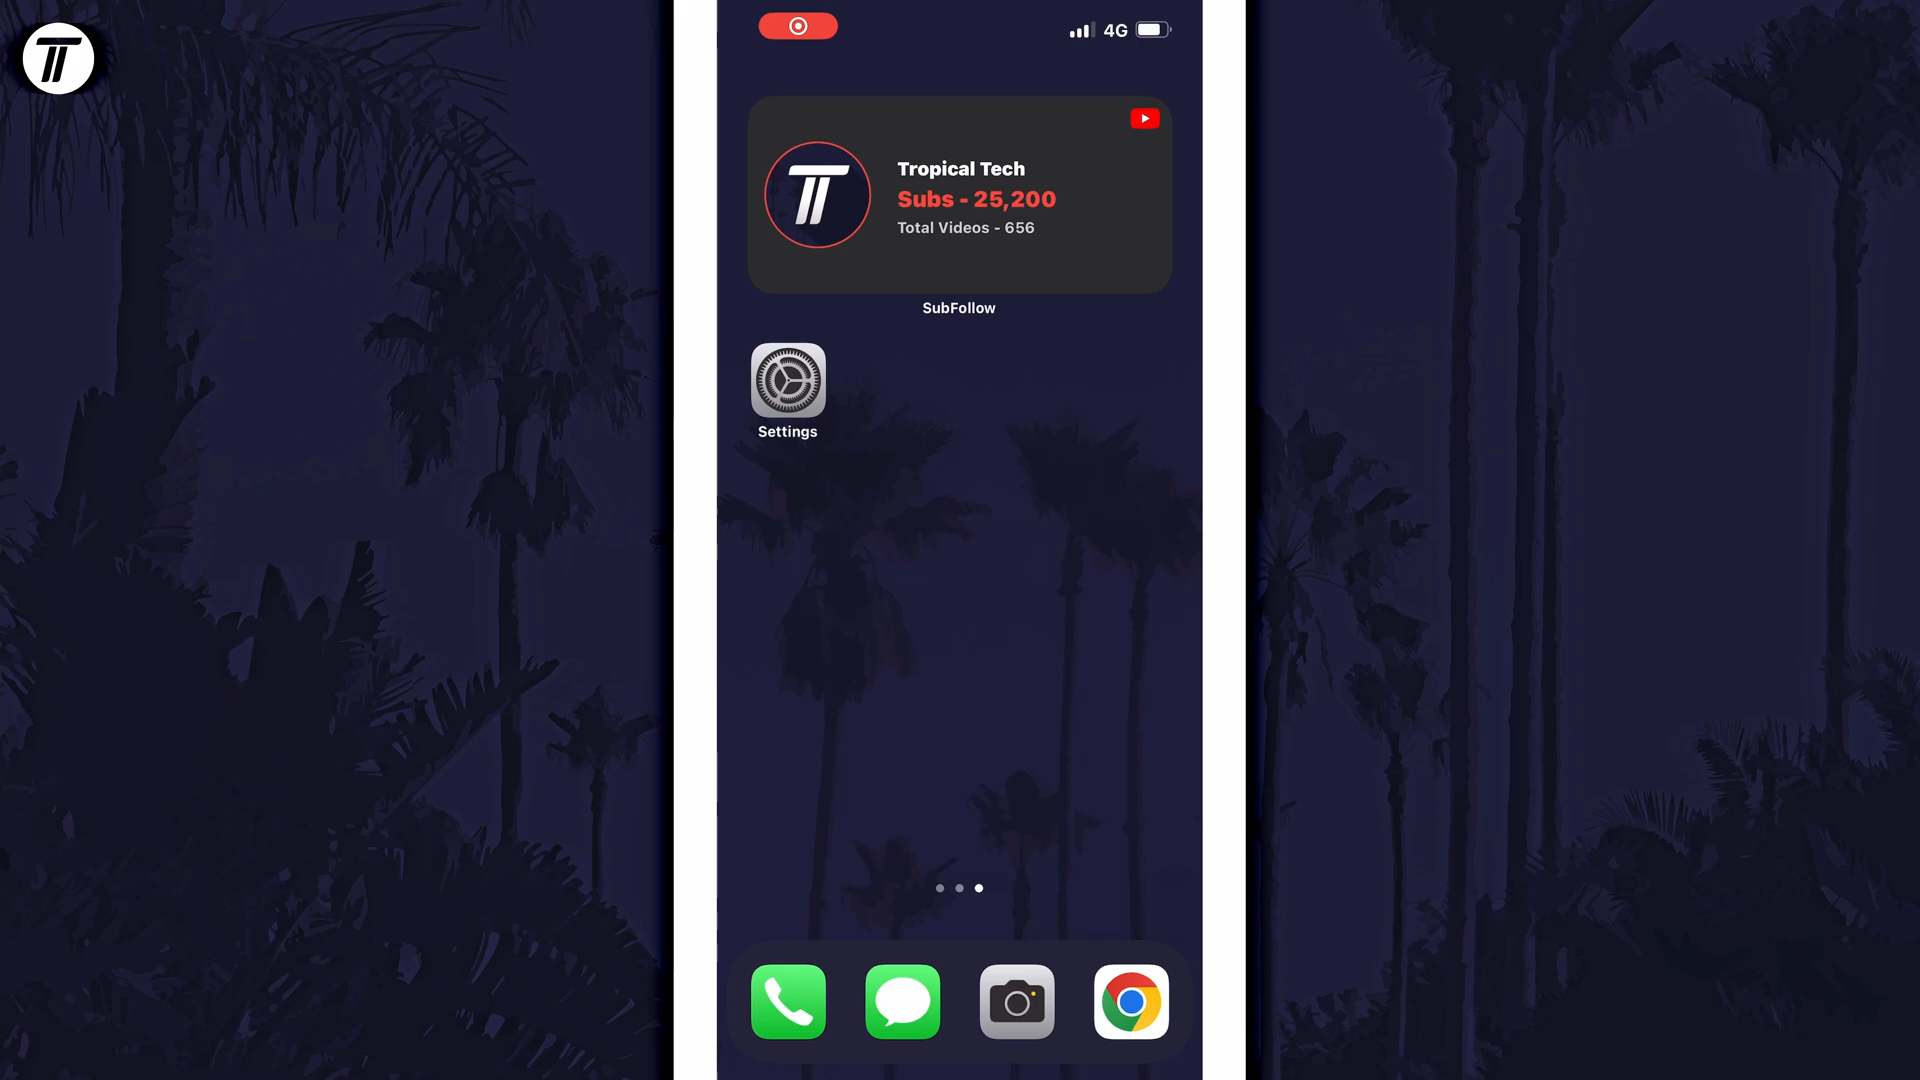 4G
Tropical Tech
Subs - 25,200
Total Videos - 656
SubFollow
Settings